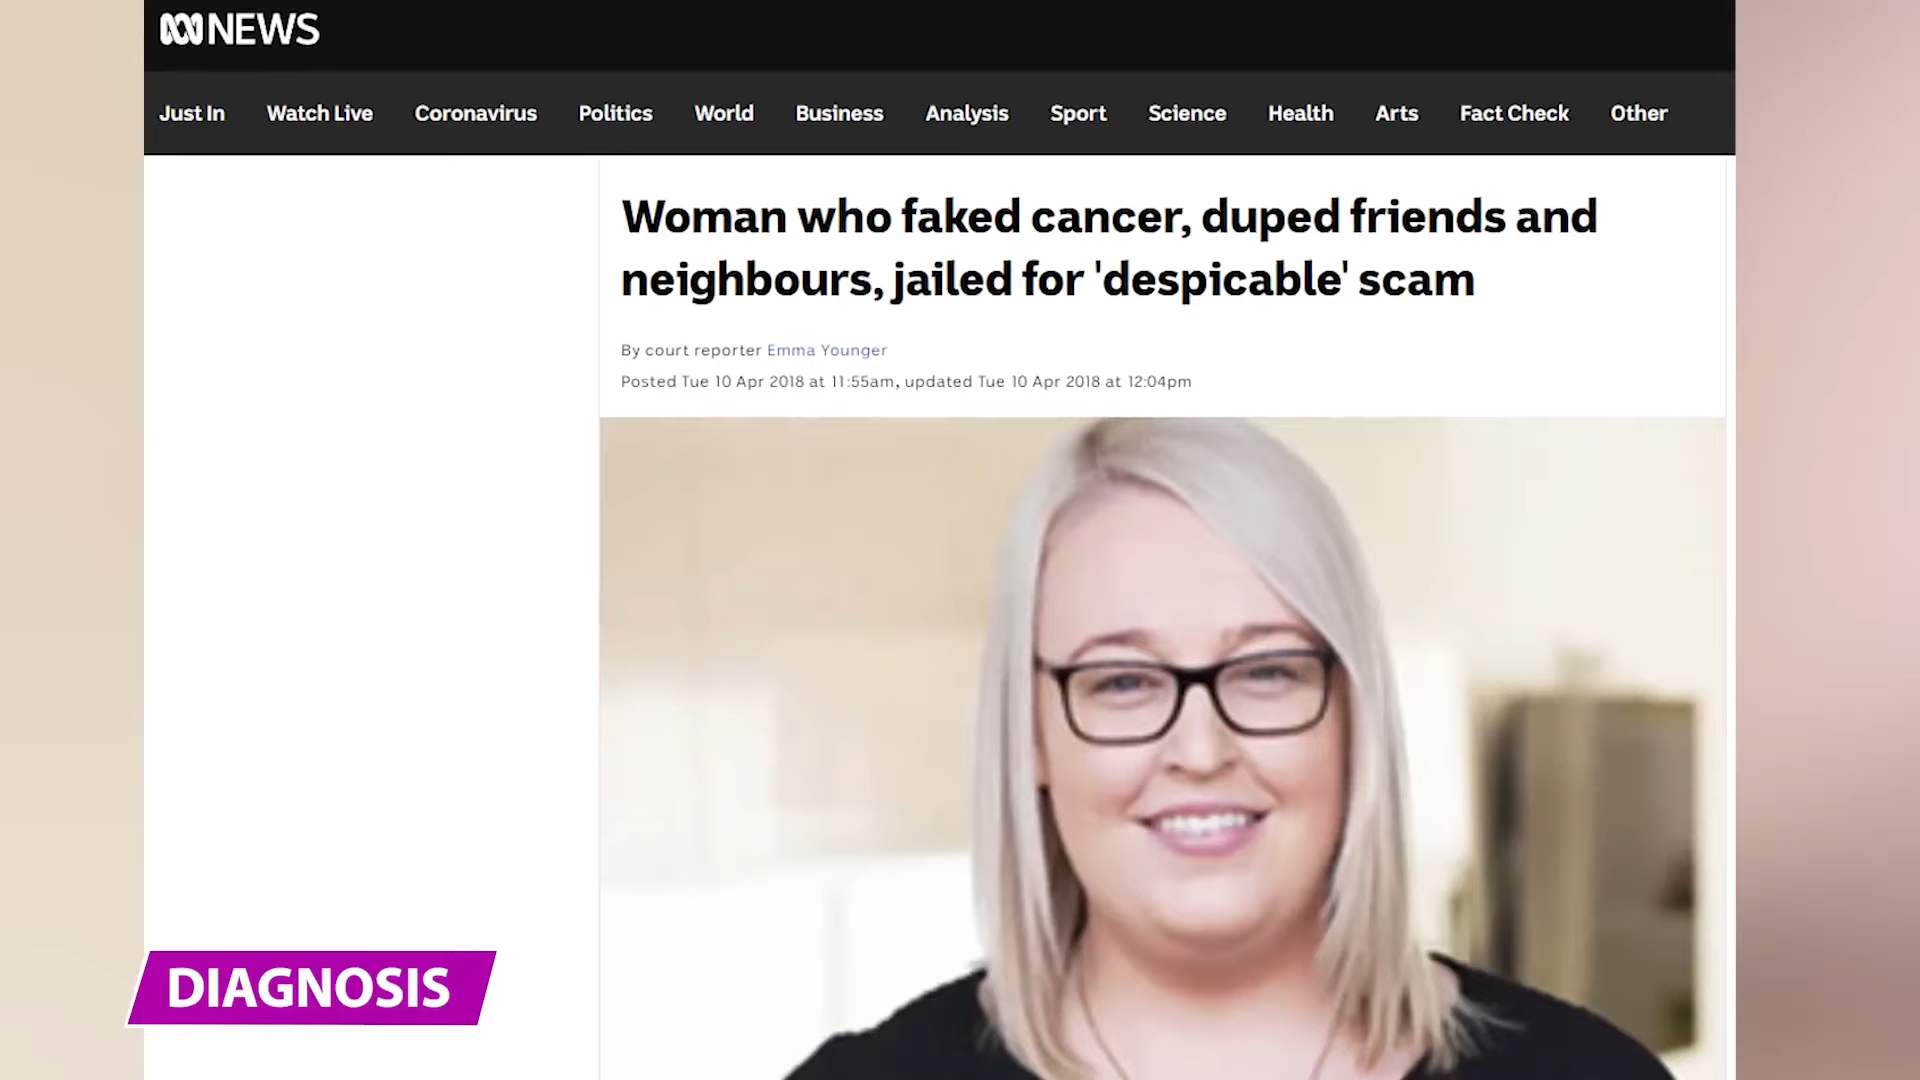 NEWS
Just In Watch Live Coronavirus Politics World Business Analysis Sport Science Health Arts Fact Check Other
Woman who faked cancer, duped friends and
neighbours, jailed for 'despicable' scam
By court reporter Emma Younger
Posted Tue 10 Apr 2018 at 11:55am, updated Tue 10 Apr 2018 at 12:04pm
DIAGNOSIS